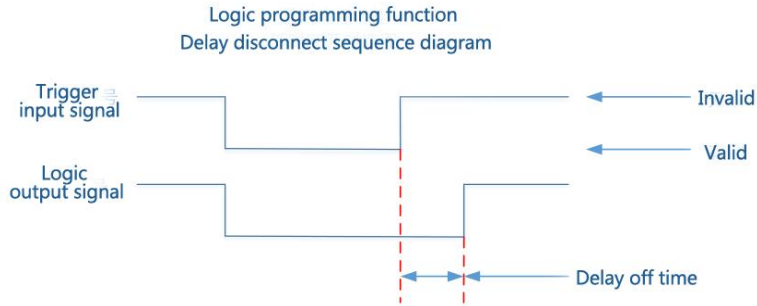 Logic programming function
Delay disconnect sequence diagram
Trigger
input signal
Invalid
Valid
Logic
output signal
Delay off time